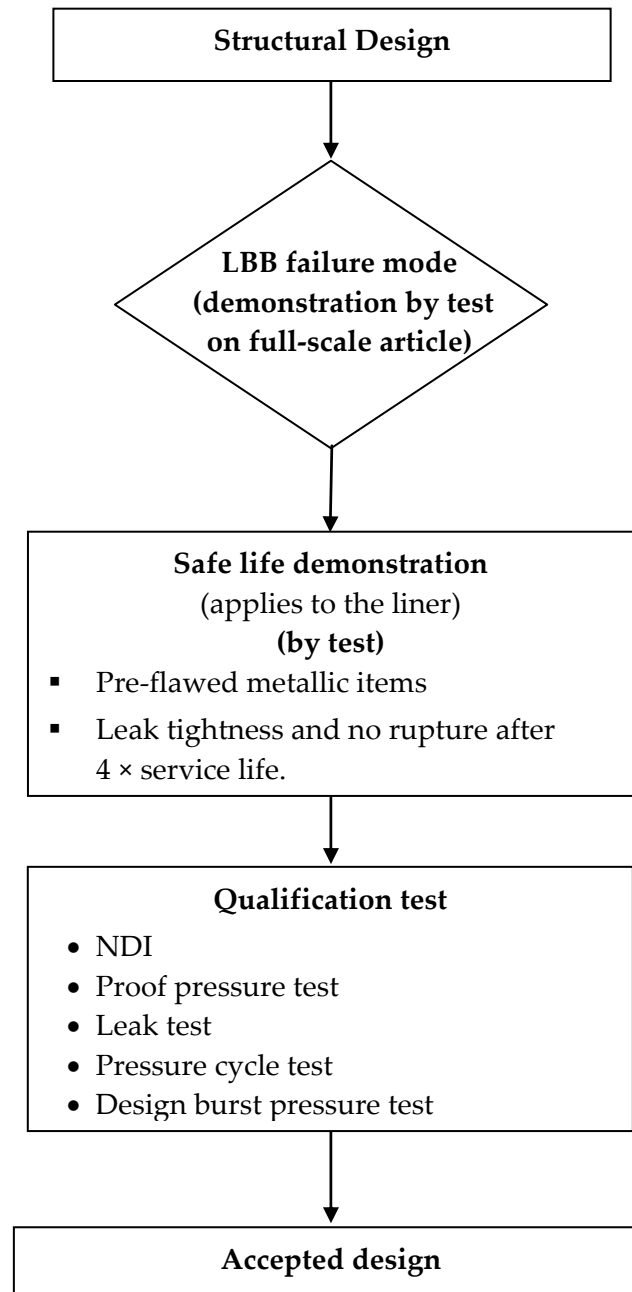 Structural Design
LBB failure mode
(demonstration by test
on full-scale article)
Safe life demonstration
(applies to the liner)
(by test)
▪ Pre-flawed metallic items
▪ Leak tightness and no rupture after
4 × service life.
Qualification test
• NDI
• Proof pressure test
• Leak test
• Pressure cycle test
• Design burst pressure test
Accepted design